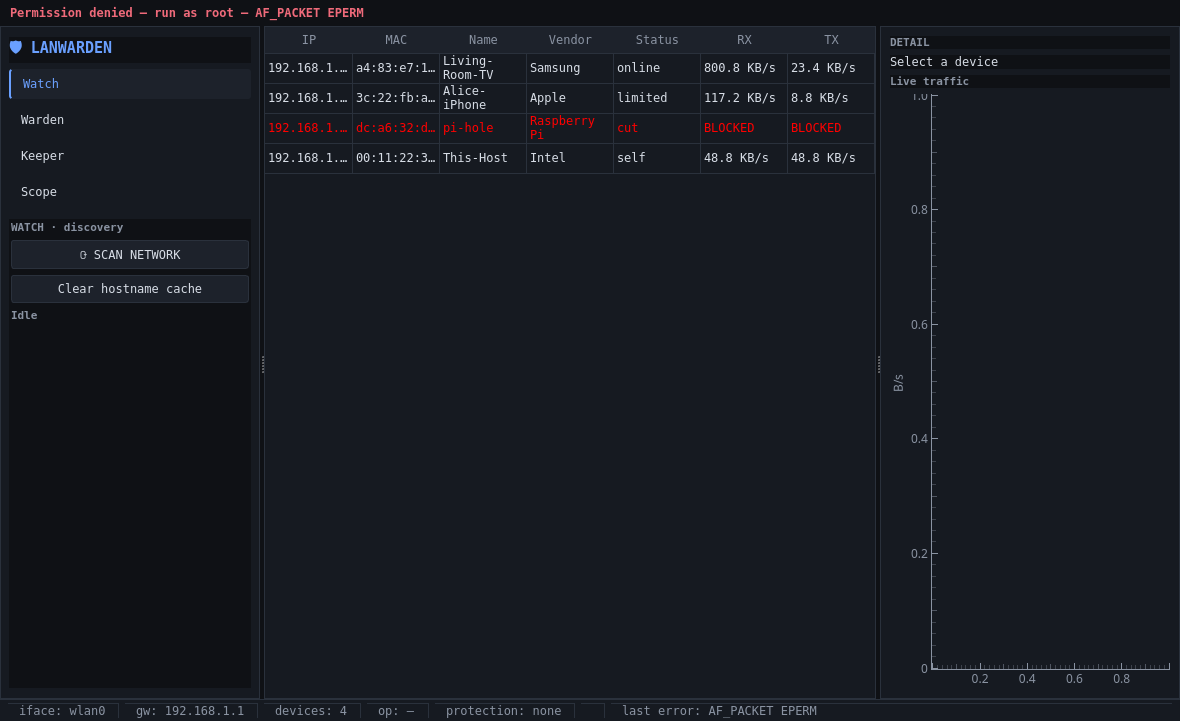 Permission denied — run as root — AF_PACKET EPERM
LANWARDEN
Watch
Warden
Keeper
Scope
WATCH · discovery
SCAN NETWORK
Clear hostname cache
Idle
IP MAC Name Vendor Status RX TX
192.168.1.… a4:83:e7:1… Living-Room-TV Samsung online 800.8 KB/s 23.4 KB/s
192.168.1.… 3c:22:fb:a… Alice-iPhone Apple limited 117.2 KB/s 8.8 KB/s
192.168.1.… dc:a6:32:d… pi-hole Raspberry Pi cut BLOCKED BLOCKED
192.168.1.… 00:11:22:3… This-Host Intel self 48.8 KB/s 48.8 KB/s
DETAIL
Select a device
Live traffic
1.0
0.8
0.6
B/s
0.4
0.2
0
0.2 0.4 0.6 0.8
iface: wlan0 gw: 192.168.1.1 devices: 4 op: — protection: none last error: AF_PACKET EPERM